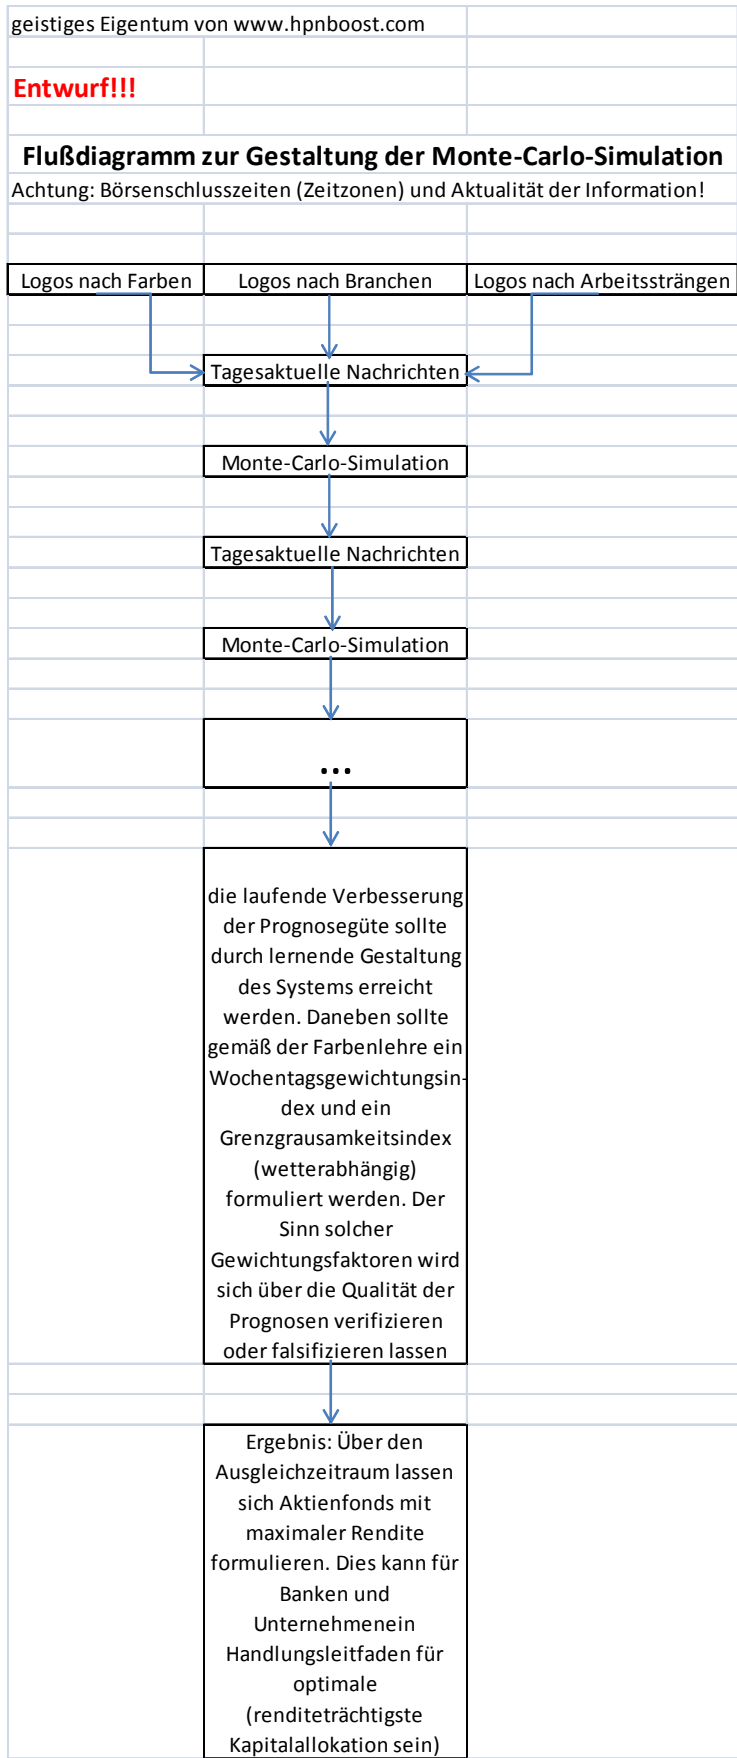 geistiges Eigentum von www.hpnboost.com
Entwurf!!!
Flußdiagramm zur Gestaltung der Monte-Carlo-Simulation
Achtung: Börsenschlusszeiten (Zeitzonen) und Aktualität der Information!
Logos nach Farben
Logos nach Branchen
Logos nach Arbeitssträngen
Tagesaktuelle Nachrichten
Monte-Carlo-Simulation
Tagesaktuelle Nachrichten
Monte-Carlo-Simulation
...
die laufende Verbesserung
der Prognosegüte sollte
durch lernende Gestaltung
des Systems erreicht
werden. Daneben sollte
gemäß der Farbenlehre ein
Wochentagsgewichtungsin-
dex und ein
Grenzgrausamkeitsindex
(wetterabhängig)
formuliert werden. Der
Sinn solcher
Gewichtungsfaktoren wird
sich über die Qualität der
Prognosen verifizieren
oder falsifizieren lassen
Ergebnis: Über den
Ausgleichzeitraum lassen
sich Aktienfonds mit
maximaler Rendite
formulieren. Dies kann für
Banken und
Unternehmenein
Handlungsleitfaden für
optimale
(renditeträchtigste
Kapitalallokation sein)